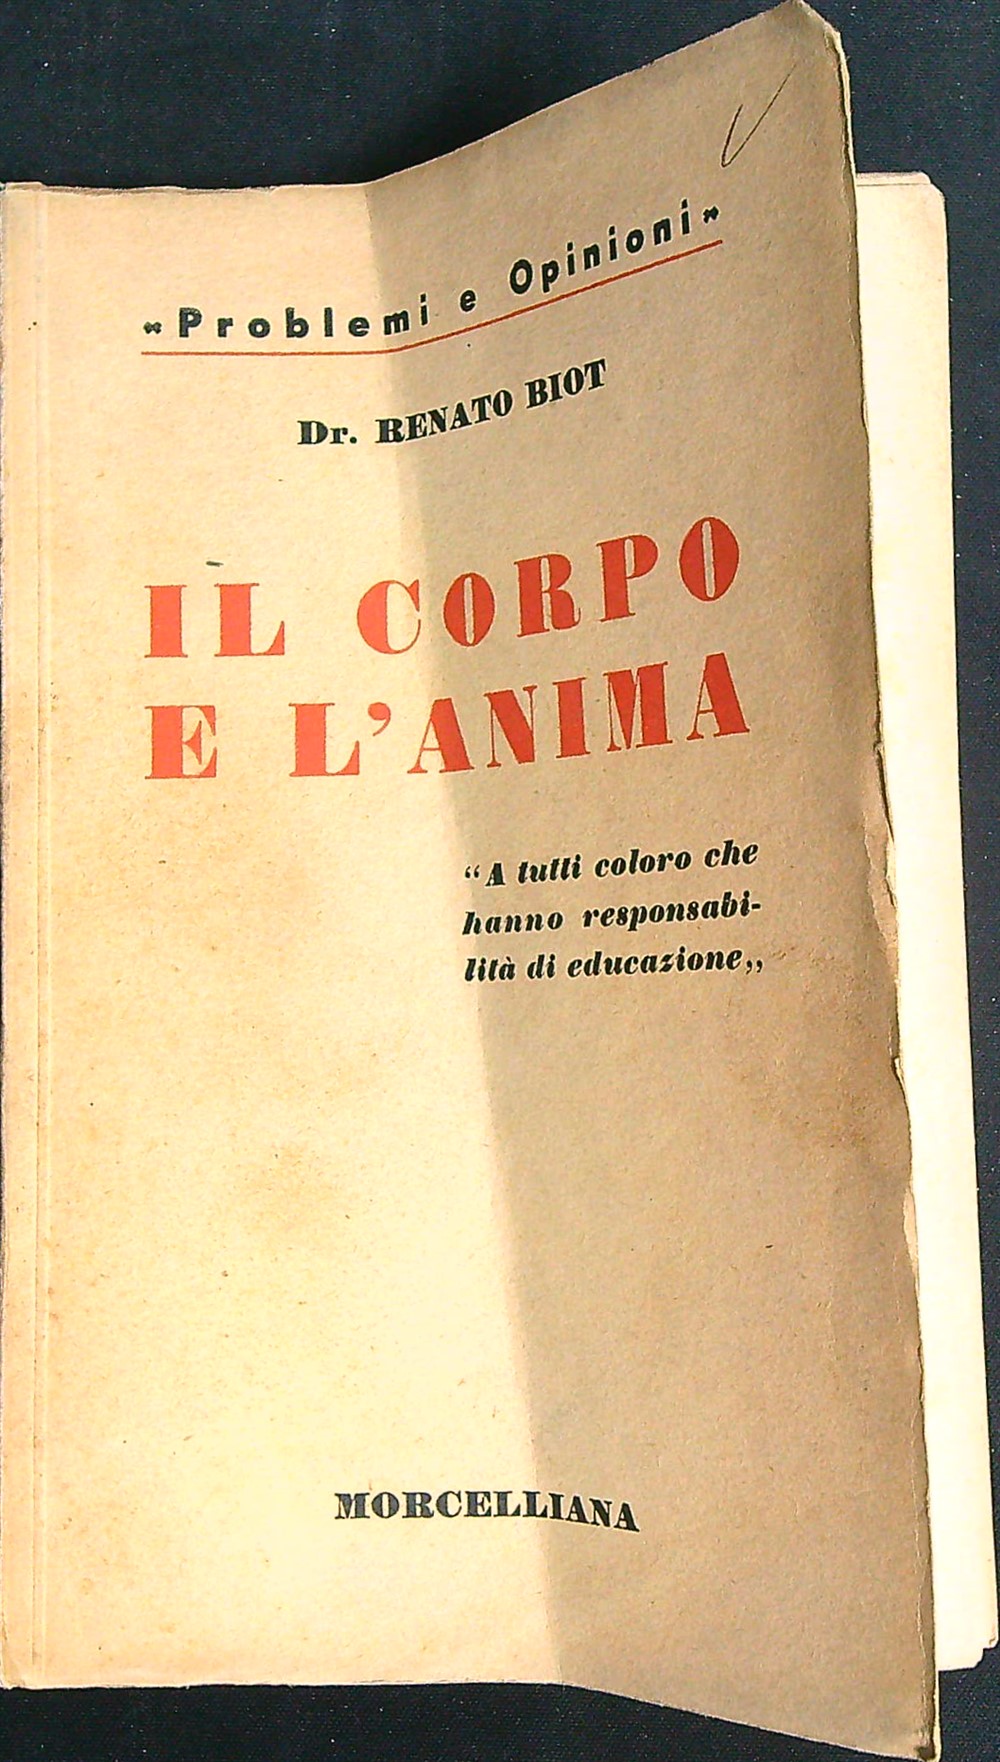 «Problemi e Opinioni»
Dr. RENATO BIOT
IL CORPO
E L'ANIMA
“A tutti coloro che
hanno responsabi-
lità di educazione„
MORCELLIANA